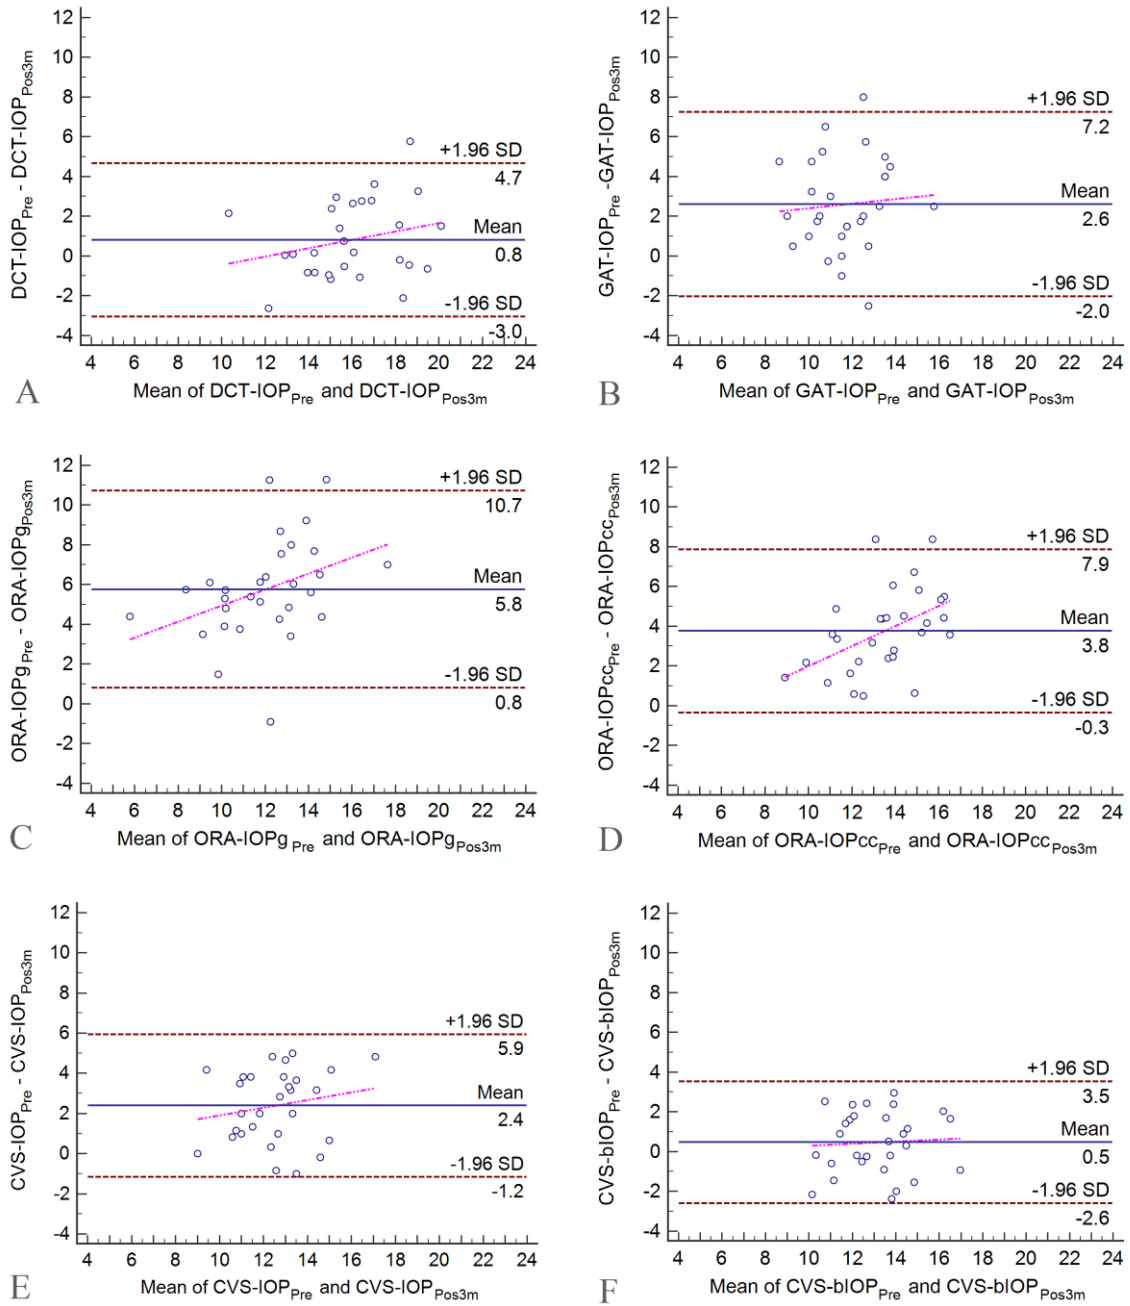 12
10
8
6
4
2
0
-2
-4
DCT-IOPPre - DCT-IOPPos3m
+1.96 SD
4.7
Mean
0.8
-1.96 SD
-3.0
4 6 8 10 12 14 16 18 20 22 24
Mean of DCT-IOPPre and DCT-IOPPos3m
A
12
10
8
6
4
2
0
-2
-4
GAT-IOPPre -GAT-IOPPos3m
+1.96 SD
7.2
Mean
2.6
-1.96 SD
-2.0
4 6 8 10 12 14 16 18 20 22 24
Mean of GAT-IOPPre and GAT-IOPPos3m
B
12
10
8
6
4
2
0
-2
-4
ORA-IOPgPre - ORA-IOPgPos3m
+1.96 SD
10.7
Mean
5.8
-1.96 SD
0.8
4 6 8 10 12 14 16 18 20 22 24
Mean of ORA-IOPg Pre and ORA-IOPgPos3m
C
12
10
8
6
4
2
0
-2
-4
ORA-IOPccPre - ORA-IOPccPos3m
+1.96 SD
7.9
Mean
3.8
-1.96 SD
-0.3
4 6 8 10 12 14 16 18 20 22 24
Mean of ORA-IOPccPre and ORA-IOPccPos3m
D
12
10
8
6
4
2
0
-2
-4
CVS-IOPPre - CVS-IOPPos3m
+1.96 SD
5.9
Mean
2.4
-1.96 SD
-1.2
4 6 8 10 12 14 16 18 20 22 24
Mean of CVS-IOPPre and CVS-IOPPos3m
E
12
10
8
6
4
2
0
-2
-4
CVS-bIOPPre - CVS-bIOPPos3m
+1.96 SD
3.5
Mean
0.5
-1.96 SD
-2.6
4 6 8 10 12 14 16 18 20 22 24
Mean of CVS-bIOPPre and CVS-bIOPPos3m
F